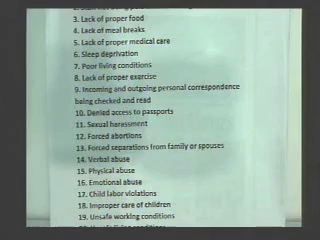 3. Lack of proper food
4. Lack of meal breaks
5. Lack of proper medical care
6. Sleep deprivation
7. Poor living conditions
8. Lack of proper exercise
9. Incoming and outgoing personal correspondence
being checked and read
10. Denied access to passports
11. Sexual harassment
12. Forced abortions
13. Forced separations from family or spouses
14. Verbal abuse
15. Physical abuse
16. Emotional abuse
17. Child labor violations
18. Improper care of children
19. Unsafe working conditions